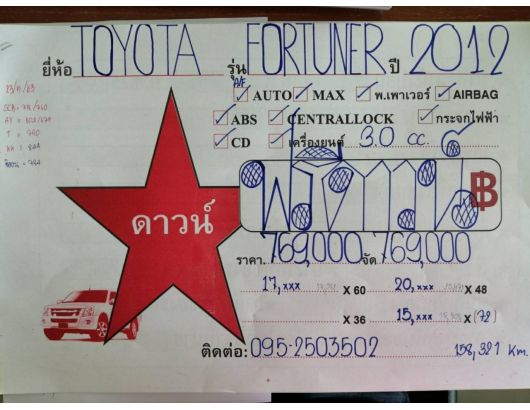 ยี่ห้อ TOYOTA รุ่น FORTUNER ปี 2012
A/F
AUTO MAX พ.เพาเวอร์ AIRBAG
ABS CENTRALLOCK กระจกไฟฟ้า
CD เครื่องยนต์ 3.0 cc.
23/11/63
ดาวน์
ฟรีดาวน์ ฿
ราคา. 769,000 จัด 769,000
17,xxx X 60 20,xxx X 48
X 36 15,xxx X (72)
ติดต่อ: 095-2503502 158,321 Km.